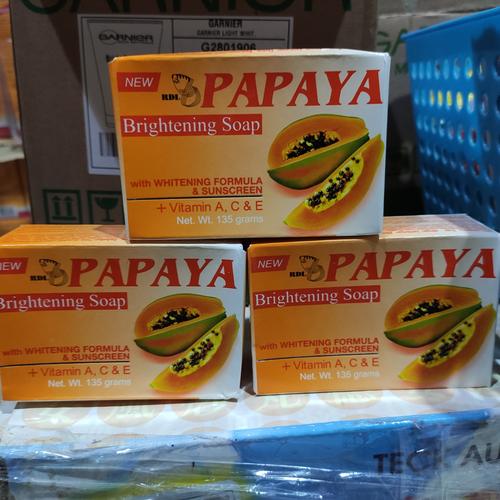 GARNIER
GARNIER LIGHT WHIT.
G2801906
GARNIER
NEW
RDL PAPAYA
Brightening Soap
with WHITENING FORMULA
& SUNSCREEN
+ Vitamin A, C & E
Net. Wt. 135 grams
NEW
RDL PAPAYA
Brightening Soap
with WHITENING FORMULA
& SUNSCREEN
+ Vitamin A, C & E
Net. Wt. 135 grams
NEW
RDL PAPAYA
Brightening Soap
with WHITENING FORMULA
& SUNSCREEN
+ Vitamin A, C & E
Net. Wt. 135 grams